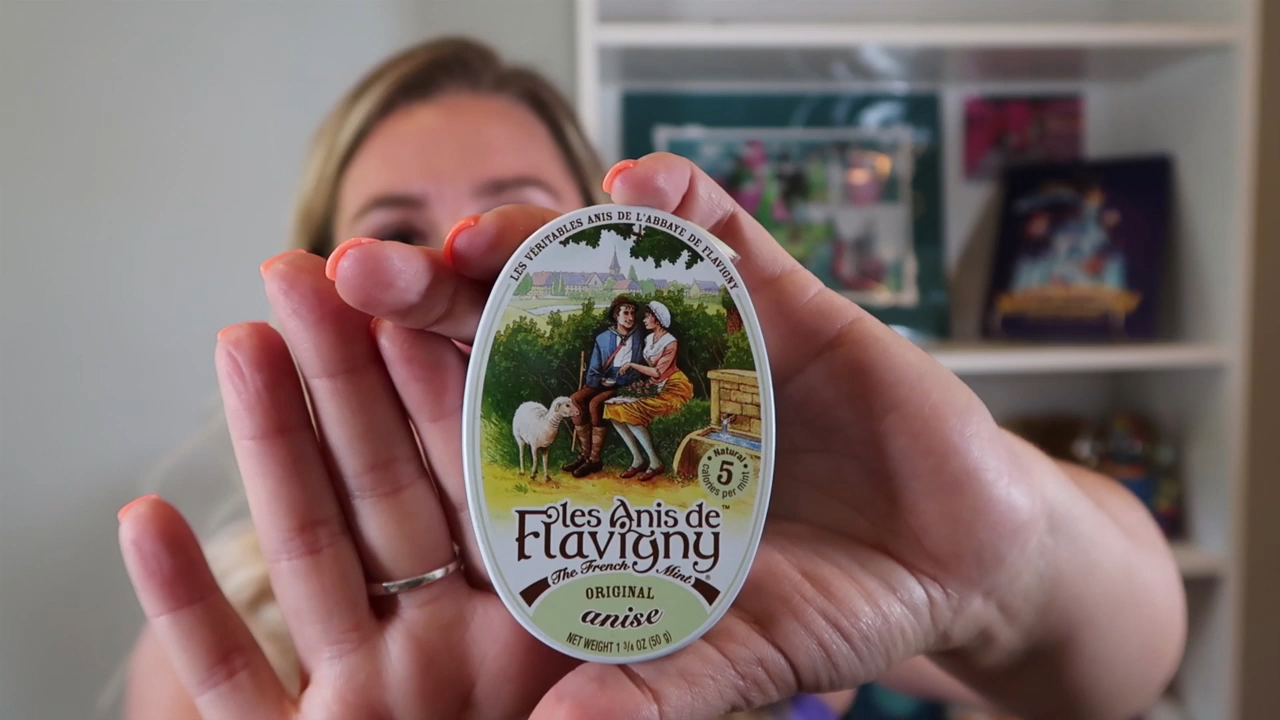 LES VÉRITABLES ANIS DE L'ABBAYE DE FLAVIGNY
Natural
5
calories per mint
les Anis de™
Flavigny
The French Mint®
ORIGINAL
anise
NET WEIGHT 1 3/4 OZ (50 g)